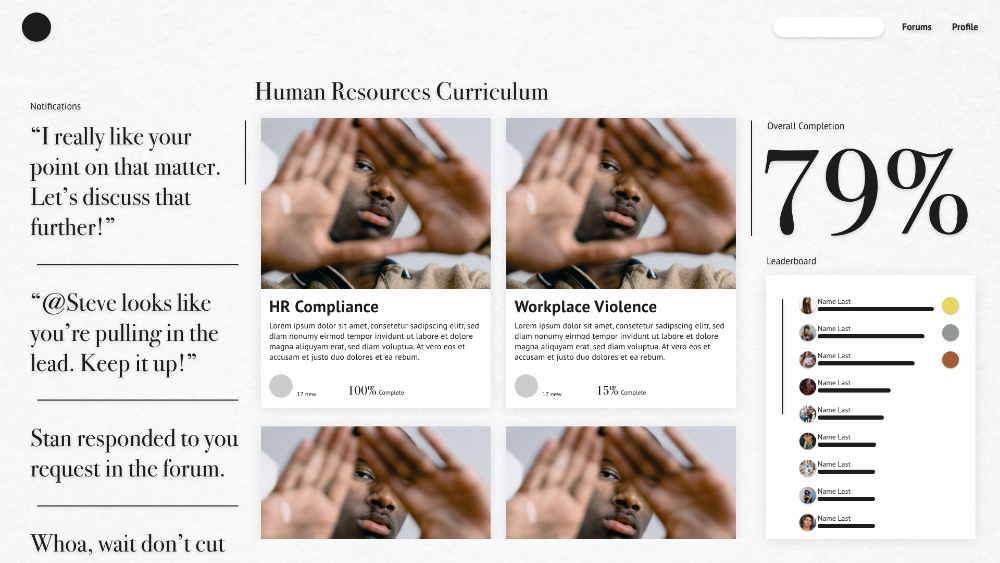 Forums
Profile
Human Resources Curriculum
Notifications
“I really like your
point on that matter.
Let’s discuss that
further!”
“@Steve looks like
you’re pulling in the
lead. Keep it up!”
Stan responded to you
request in the forum.
Whoa, wait don’t cut
HR Compliance
Lorem ipsum dolor sit amet, consetetur sadipscing elitr, sed
diam nonumy eirmod tempor invidunt ut labore et dolore
magna aliquyam erat, sed diam voluptua. At vero eos et
accusam et justo duo dolores et ea rebum.
17 new
100% Complete
Workplace Violence
Lorem ipsum dolor sit amet, consetetur sadipscing elitr, sed
diam nonumy eirmod tempor invidunt ut labore et dolore
magna aliquyam erat, sed diam voluptua. At vero eos et
accusam et justo duo dolores et ea rebum.
17 new
15% Complete
Overall Completion
79%
Leaderboard
Name Last
Name Last
Name Last
Name Last
Name Last
Name Last
Name Last
Name Last
Name Last